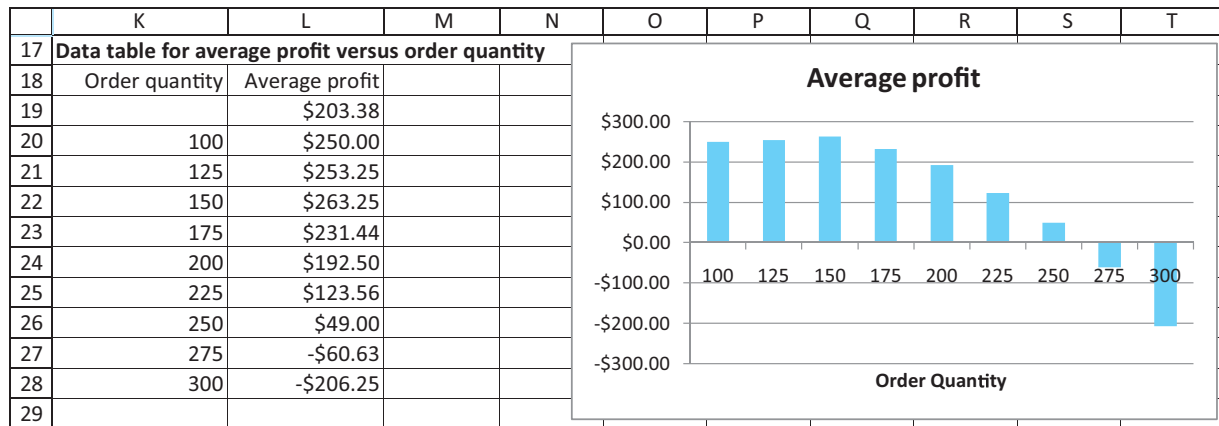 K L M N O P Q R S T
17 Data table for average profit versus order quantity
18 Order quantity Average profit
19 $203.38
20 100 $250.00
21 125 $253.25
22 150 $263.25
23 175 $231.44
24 200 $192.50
25 225 $123.56
26 250 $49.00
27 275 -$60.63
28 300 -$206.25
29
Average profit
$300.00
$200.00
$100.00
$0.00
-$100.00
-$200.00
-$300.00
100 125 150 175 200 225 250 275 300
Order Quantity